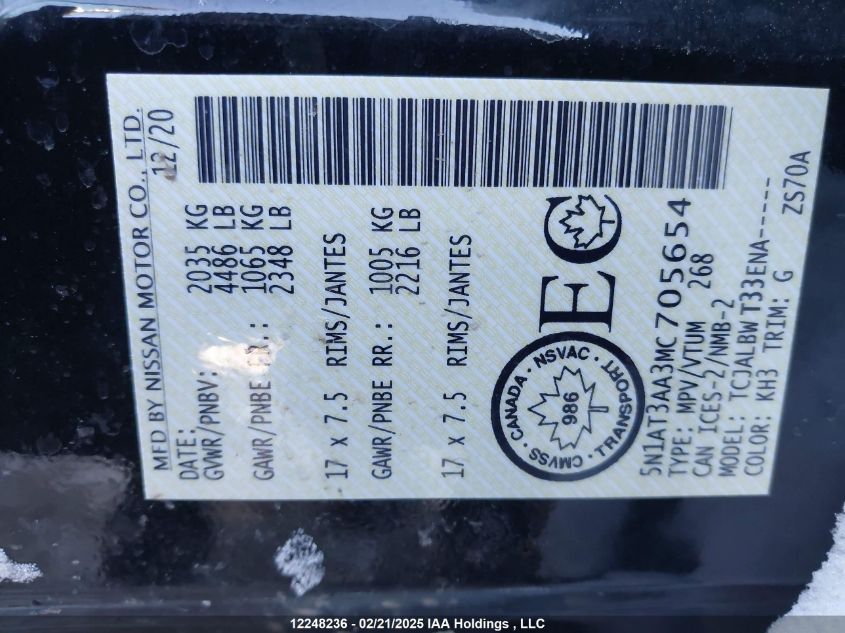 MFD BY NISSAN MOTOR CO., LTD.
DATE: 12/20
GVWR/PNBV: 2035 KG
4486 LB
GAWR/PNBE 1065 KG
2348 LB
17 x 7.5 RIMS/JANTES
GAWR/PNBE RR.: 1005 KG
2216 LB
17 x 7.5 RIMS/JANTES
EC
T
CANADA · NSVAC · TRANSPORT · CMVSS ·
986
5N1AT3AA3MC705654
TYPE: MPV/VTUM 268
CAN ICES-2/NMB-2
MODEL: TCJALBWT33ENA-----
COLOR: KH3 TRIM: G ZS70A
12248236 - 02/21/2025 IAA Holdings , LLC